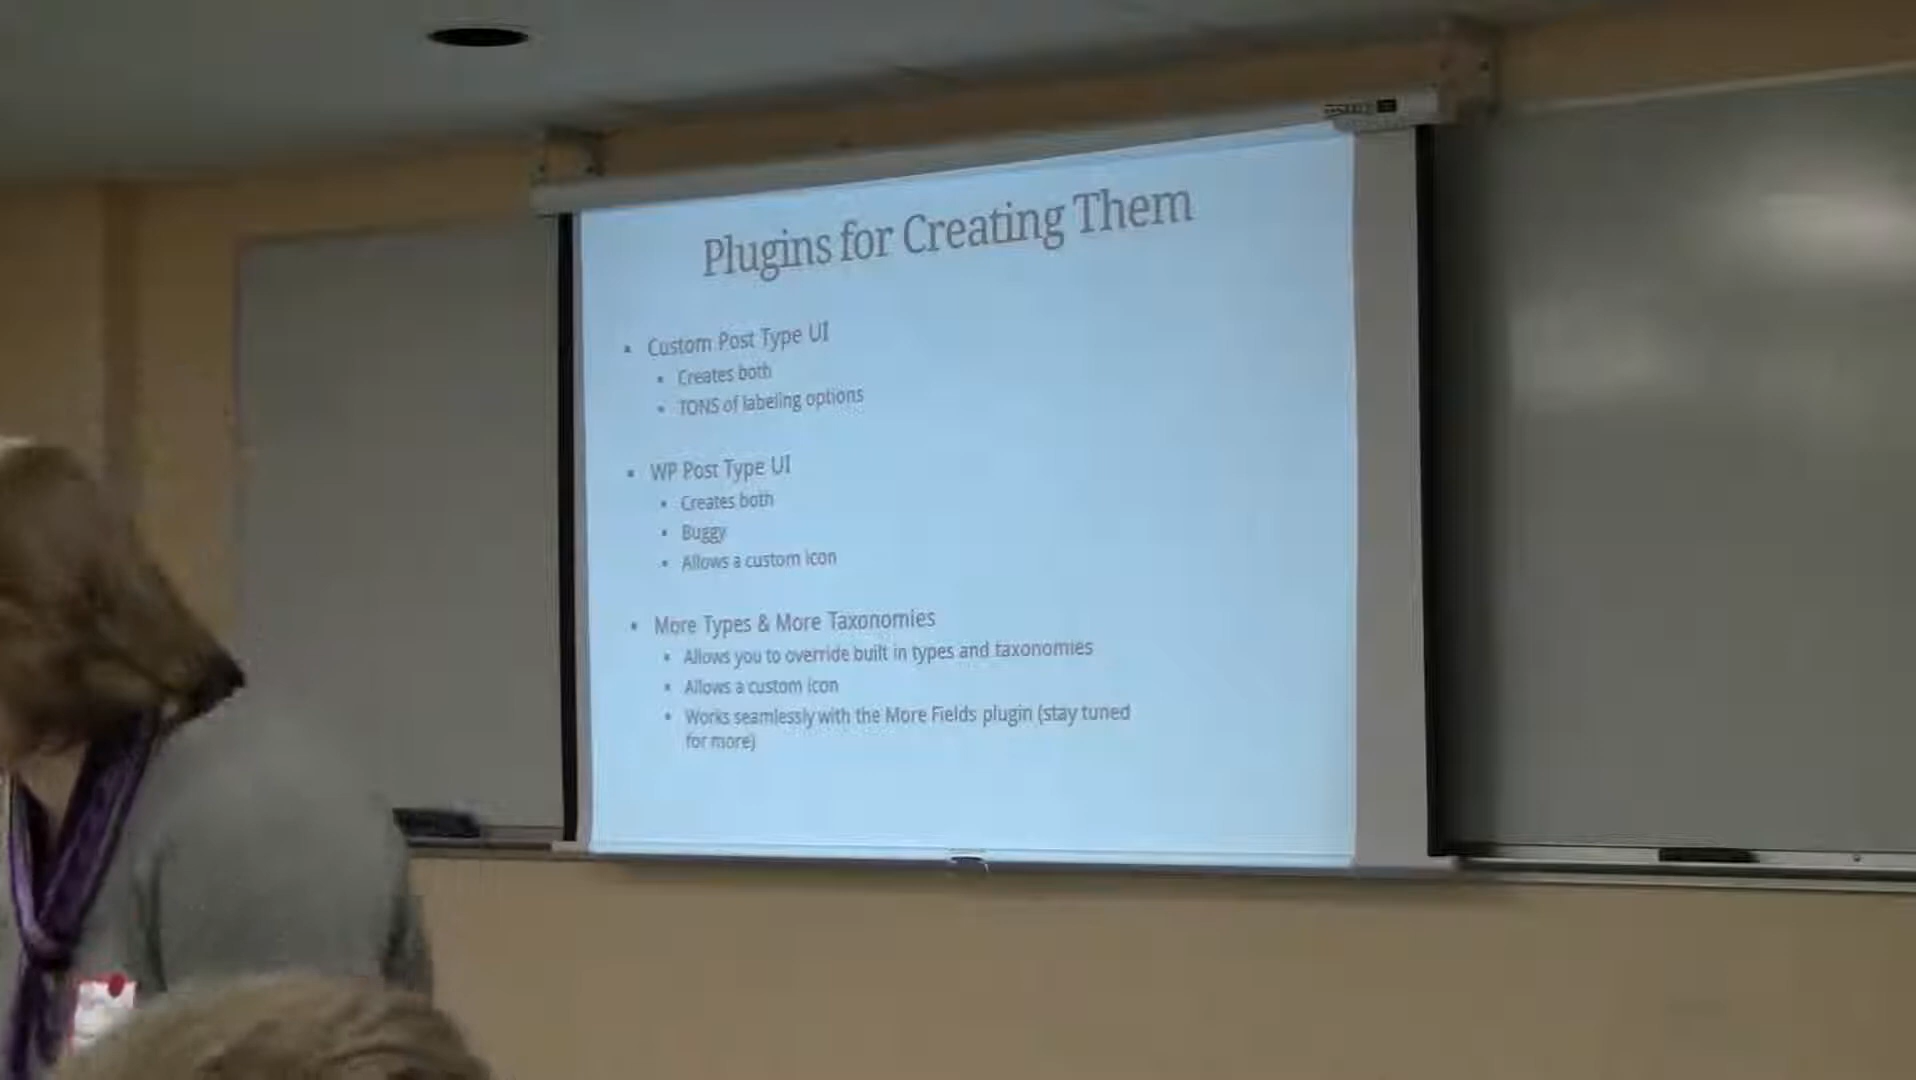 Plugins for Creating Them
Custom Post Type UI
Creates both
TONS of labeling options
WP Post Type UI
Creates both
Buggy
Allows a custom icon
More Types & More Taxonomies
Allows you to override built in types and taxonomies
Allows a custom icon
Works seamlessly with the More Fields plugin (stay tuned
for more)